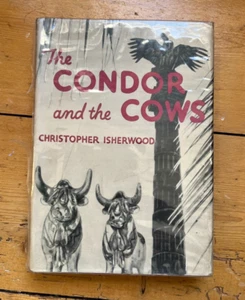 The
CONDOR
and the COWS
CHRISTOPHER ISHERWOOD